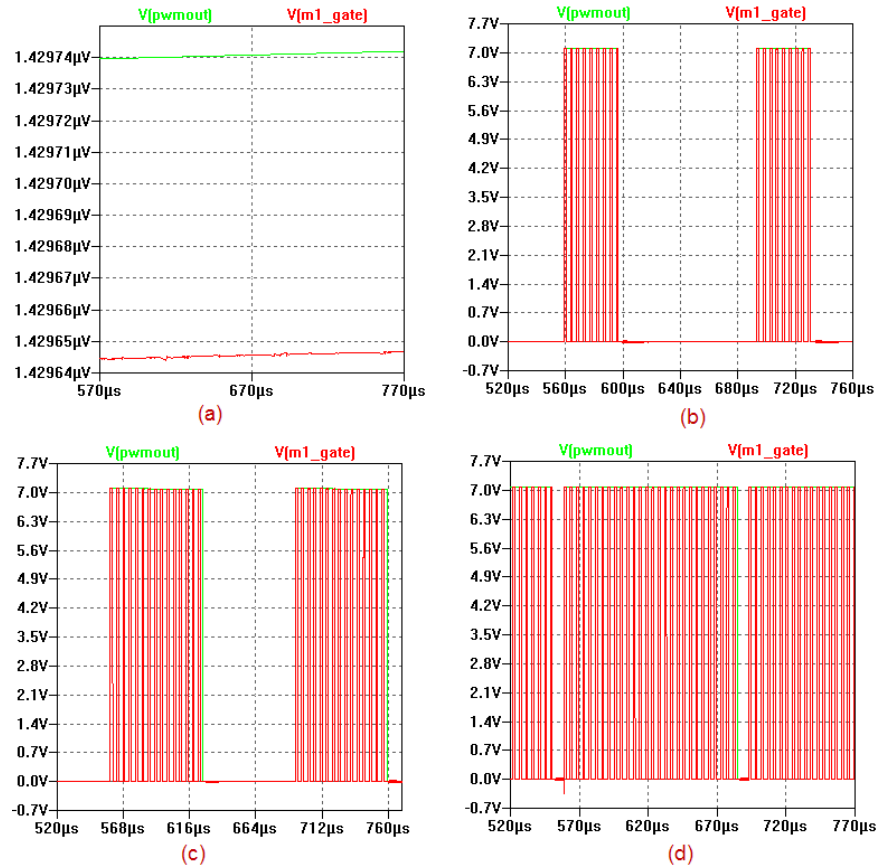 V(pwmout) V(m1_gate)
1.42974µV
1.42973µV
1.42972µV
1.42971µV
1.42970µV
1.42969µV
1.42968µV
1.42967µV
1.42966µV
1.42965µV
1.42964µV
570µs 670µs 770µs
(a)
V(pwmout) V(m1_gate)
7.7V
7.0V
6.3V
5.6V
4.9V
4.2V
3.5V
2.8V
2.1V
1.4V
0.7V
0.0V
-0.7V
520µs 560µs 600µs 640µs 680µs 720µs 760µs
(b)
V(pwmout) V(m1_gate)
7.7V
7.0V
6.3V
5.6V
4.9V
4.2V
3.5V
2.8V
2.1V
1.4V
0.7V
0.0V
-0.7V
520µs 568µs 616µs 664µs 712µs 760µs
(c)
V(pwmout) V(m1_gate)
7.7V
7.0V
6.3V
5.6V
4.9V
4.2V
3.5V
2.8V
2.1V
1.4V
0.7V
0.0V
-0.7V
520µs 570µs 620µs 670µs 720µs 770µs
(d)